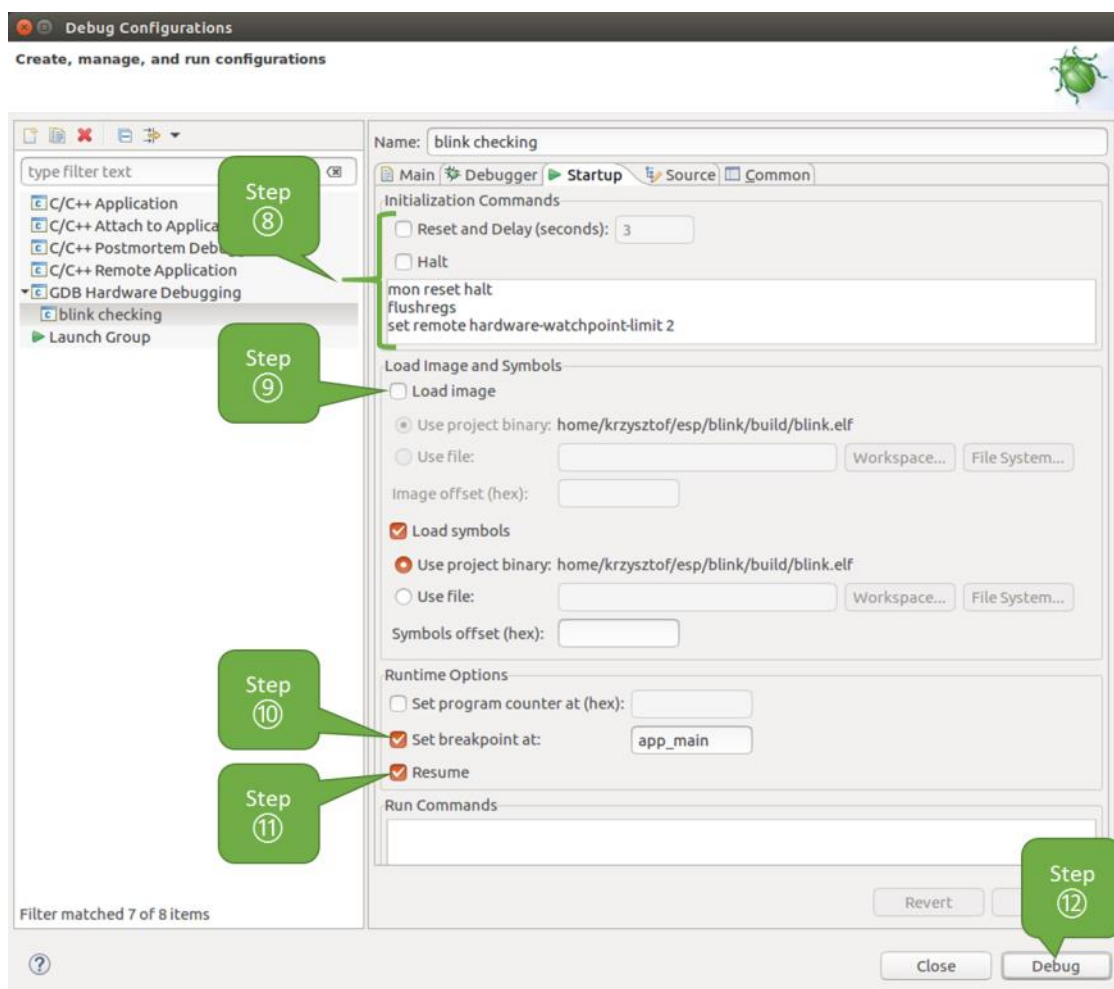 Debug Configurations
Create, manage, and run configurations
type filter text
C/C++ Application
C/C++ Attach to Applica
C/C++ Postmortem Debu
C/C++ Remote Application
GDB Hardware Debugging
blink checking
Launch Group
Filter matched 7 of 8 items
Step
⑧
Step
⑨
Step
⑩
Step
⑪
Name: blink checking
Main Debugger Startup Source Common
Initialization Commands
Reset and Delay (seconds): 3
Halt
mon reset halt
flushregs
set remote hardware-watchpoint-limit 2
Load Image and Symbols
Load image
Use project binary: home/krzysztof/esp/blink/build/blink.elf
Use file: Workspace... File System...
Image offset (hex):
Load symbols
Use project binary: home/krzysztof/esp/blink/build/blink.elf
Use file: Workspace... File System...
Symbols offset (hex):
Runtime Options
Set program counter at (hex):
Set breakpoint at: app_main
Resume
Run Commands
Step
⑫
Revert
Close Debug